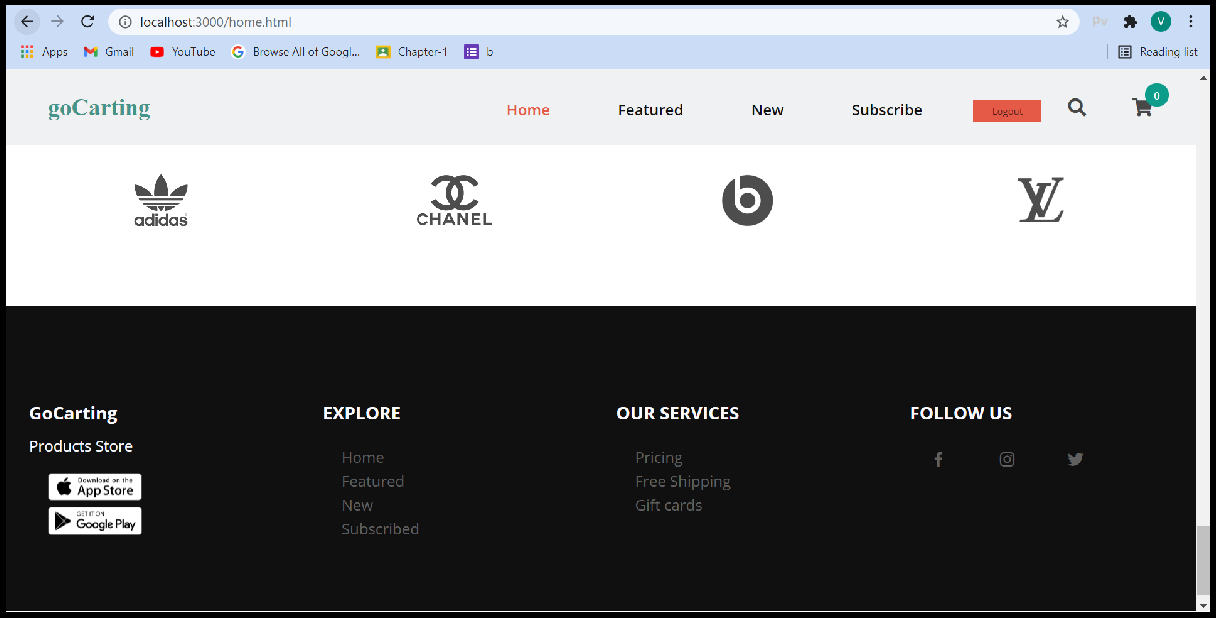 localhost:3000/home.html
Apps Gmail YouTube Browse All of Googl... Chapter-1 b Reading list
goCarting Home Featured New Subscribe Logout 0
adidas CHANEL b LV
GoCarting EXPLORE OUR SERVICES FOLLOW US
Products Store
Home Pricing
Download on the
App Store
Featured Free Shipping
GET IT ON
Google Play
New Gift cards
Subscribed